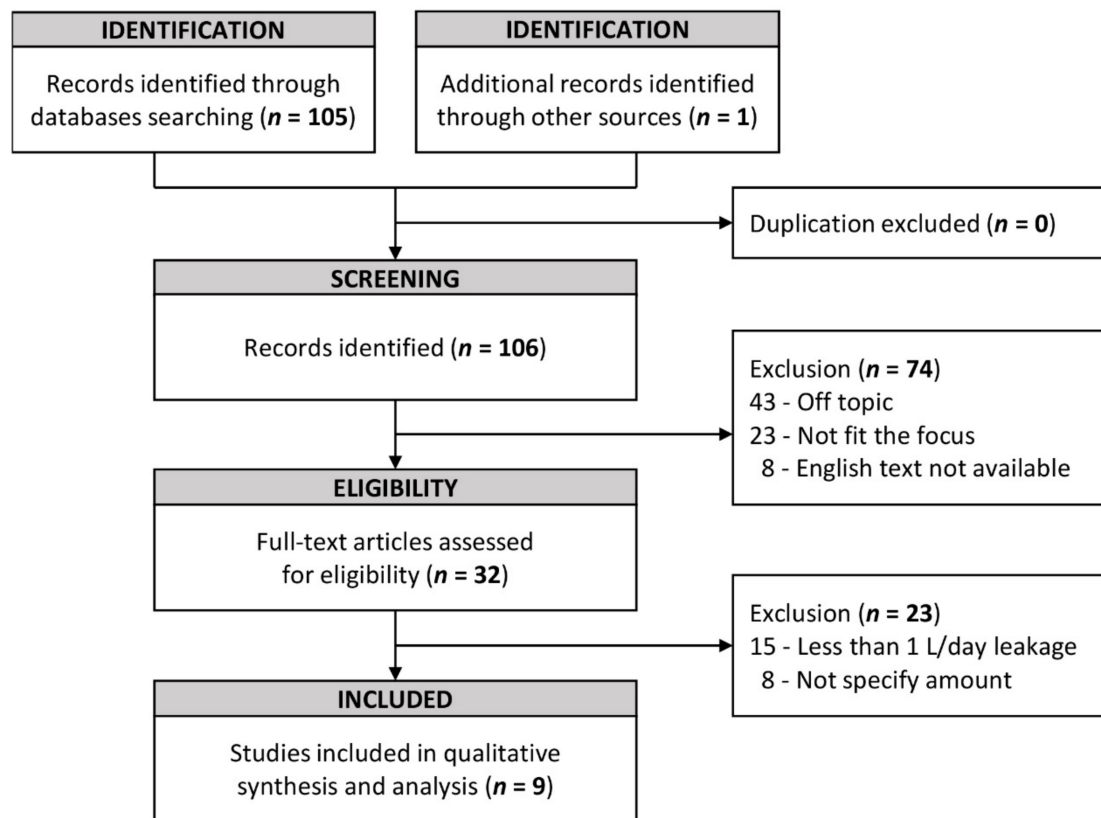 IDENTIFICATION
Records identified through
databases searching (n = 105)
IDENTIFICATION
Additional records identified
through other sources (n = 1)
Duplication excluded (n = 0)
SCREENING
Records identified (n = 106)
Exclusion (n = 74)
43 - Off topic
23 - Not fit the focus
8 - English text not available
ELIGIBILITY
Full-text articles assessed
for eligibility (n = 32)
Exclusion (n = 23)
15 - Less than 1 L/day leakage
8 - Not specify amount
INCLUDED
Studies included in qualitative
synthesis and analysis (n = 9)